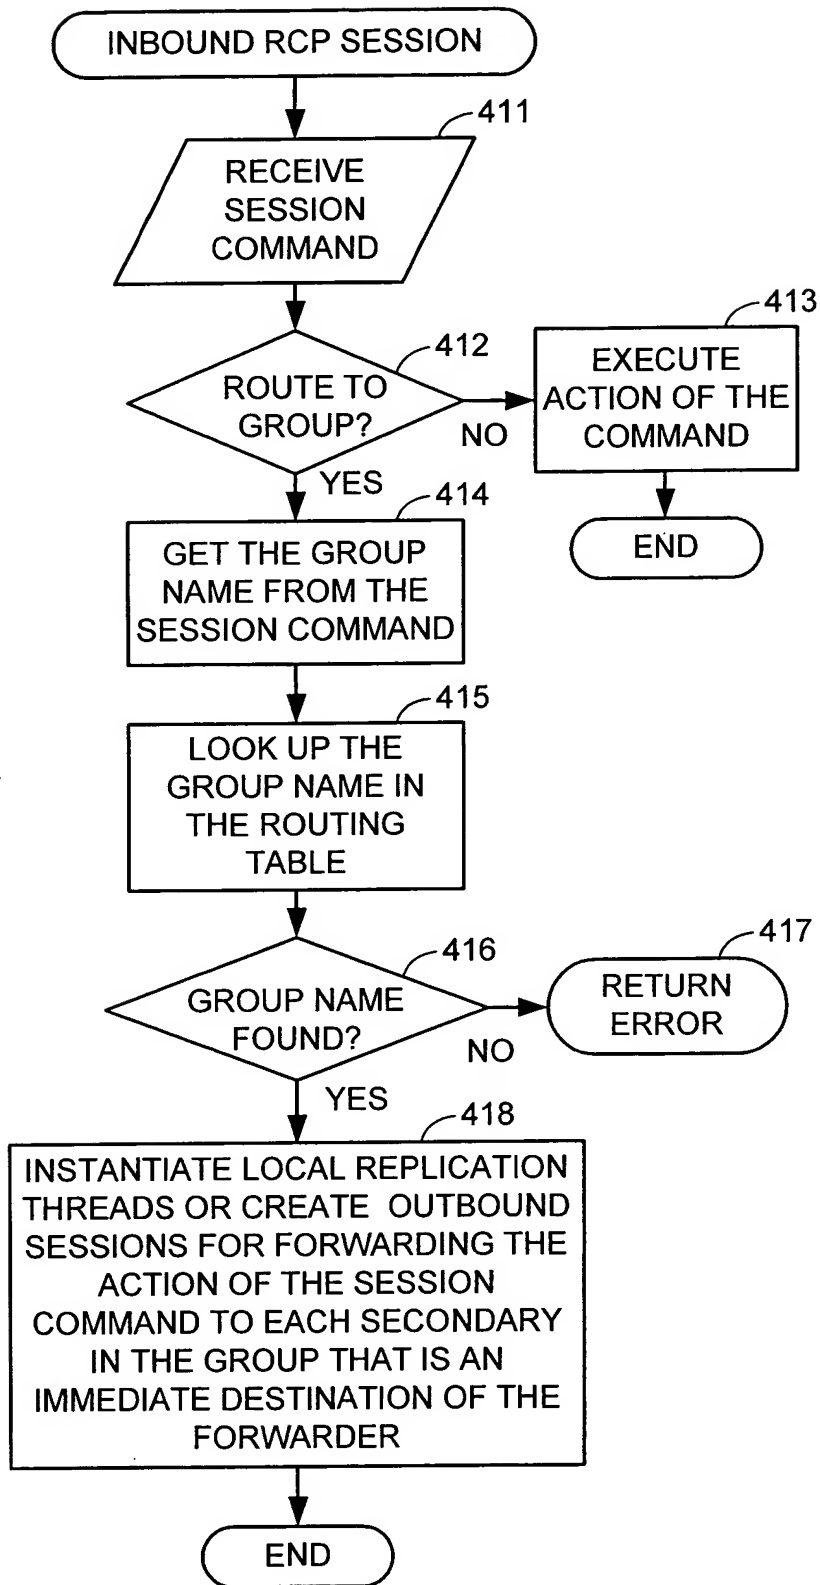 INBOUND RCP SESSION
411
RECEIVE
SESSION
COMMAND
412
ROUTE TO
GROUP?
NO
YES
413
EXECUTE
ACTION OF THE
COMMAND
END
414
GET THE GROUP
NAME FROM THE
SESSION COMMAND
415
LOOK UP THE
GROUP NAME IN
THE ROUTING
TABLE
416
GROUP NAME
FOUND?
NO
YES
417
RETURN
ERROR
418
INSTANTIATE LOCAL REPLICATION
THREADS OR CREATE OUTBOUND
SESSIONS FOR FORWARDING THE
ACTION OF THE SESSION
COMMAND TO EACH SECONDARY
IN THE GROUP THAT IS AN
IMMEDIATE DESTINATION OF THE
FORWARDER
END